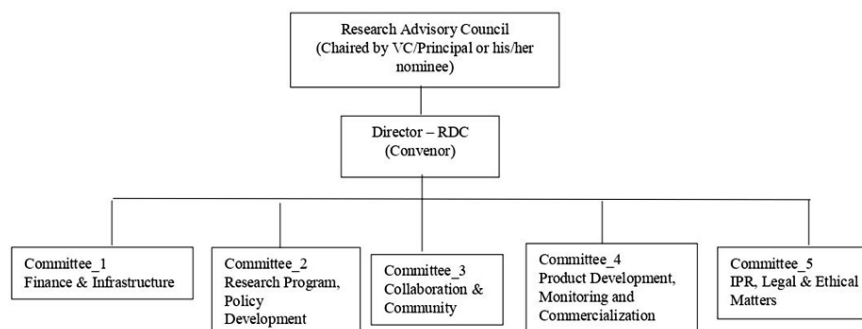 Research Advisory Council
(Chaired by VC/Principal or his/her
nominee)
Director – RDC
(Convenor)
Committee_1
Finance & Infrastructure
Committee_2
Research Program,
Policy
Development
Committee_3
Collaboration &
Community
Committee_4
Product Development,
Monitoring and
Commercialization
Committee_5
IPR, Legal & Ethical
Matters